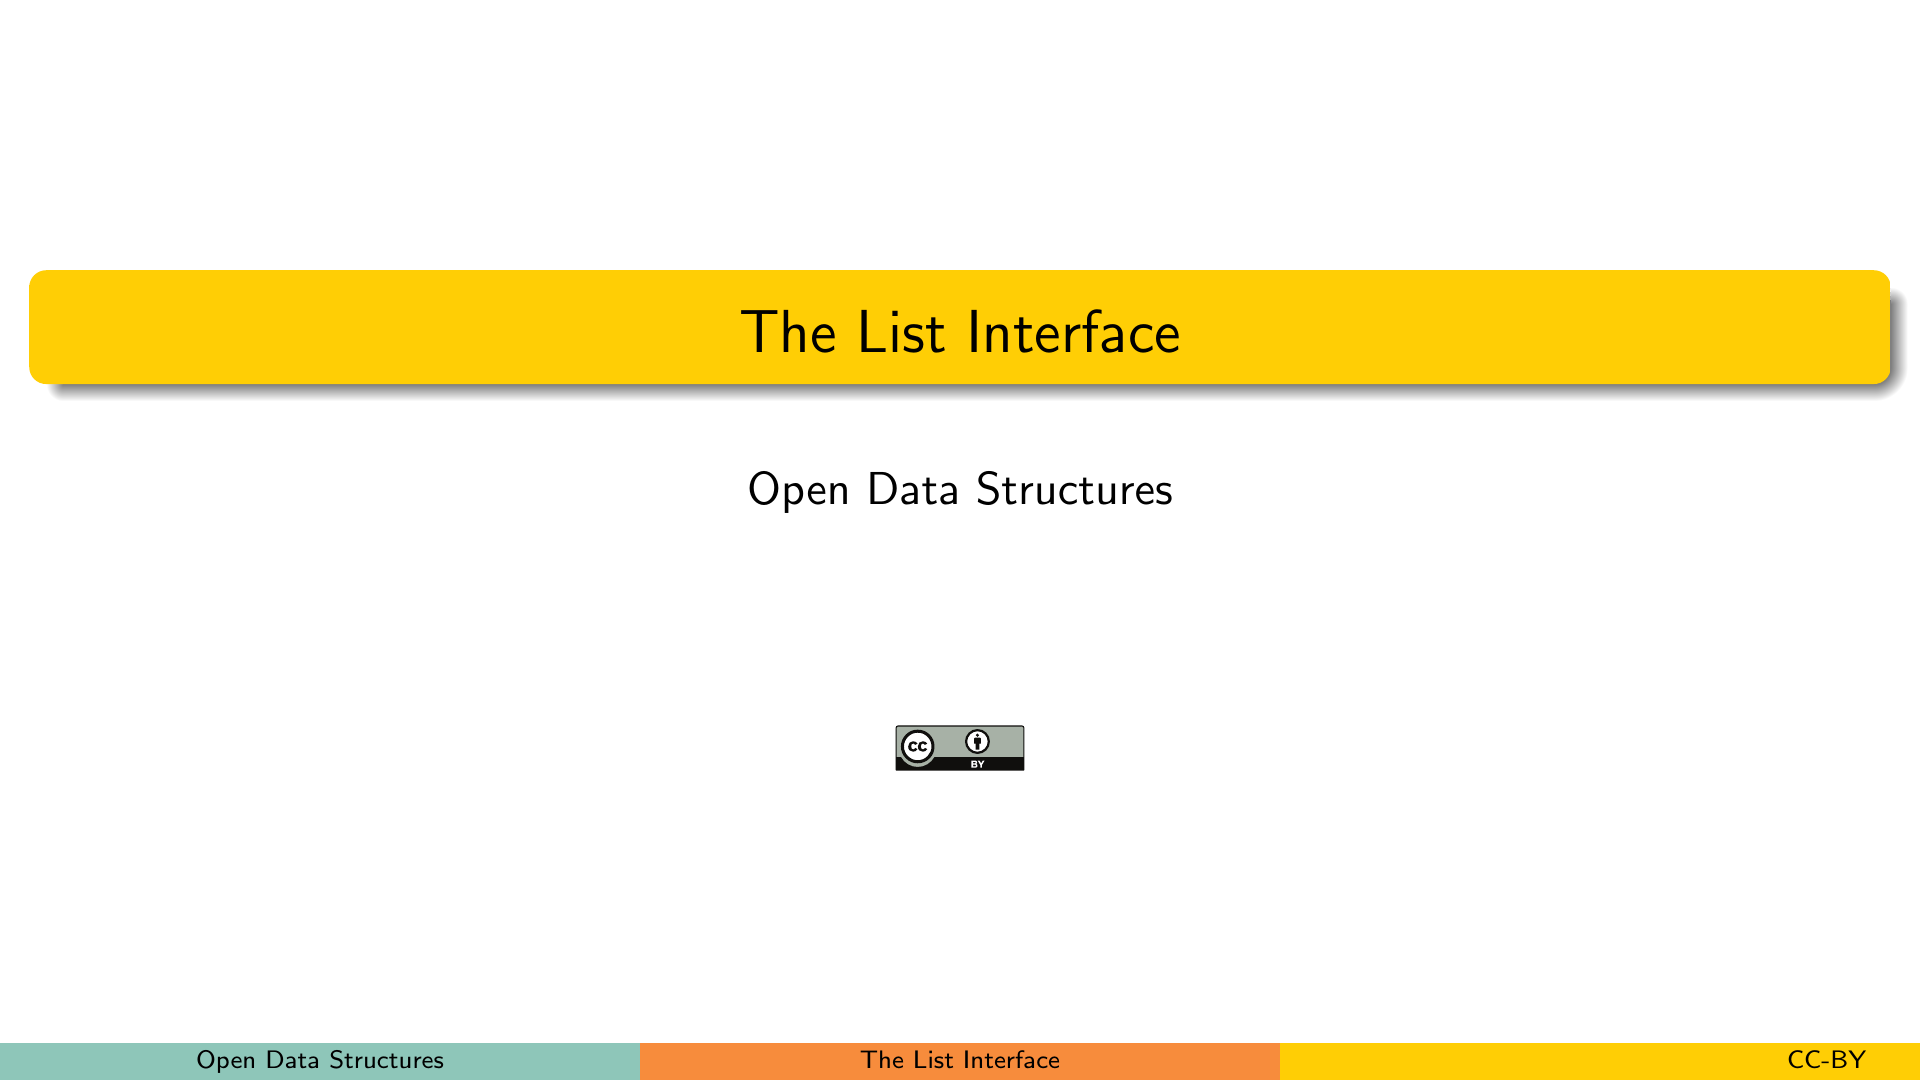 The List Interface
Open Data Structures
cc
BY
Open Data Structures
The List Interface
CC-BY